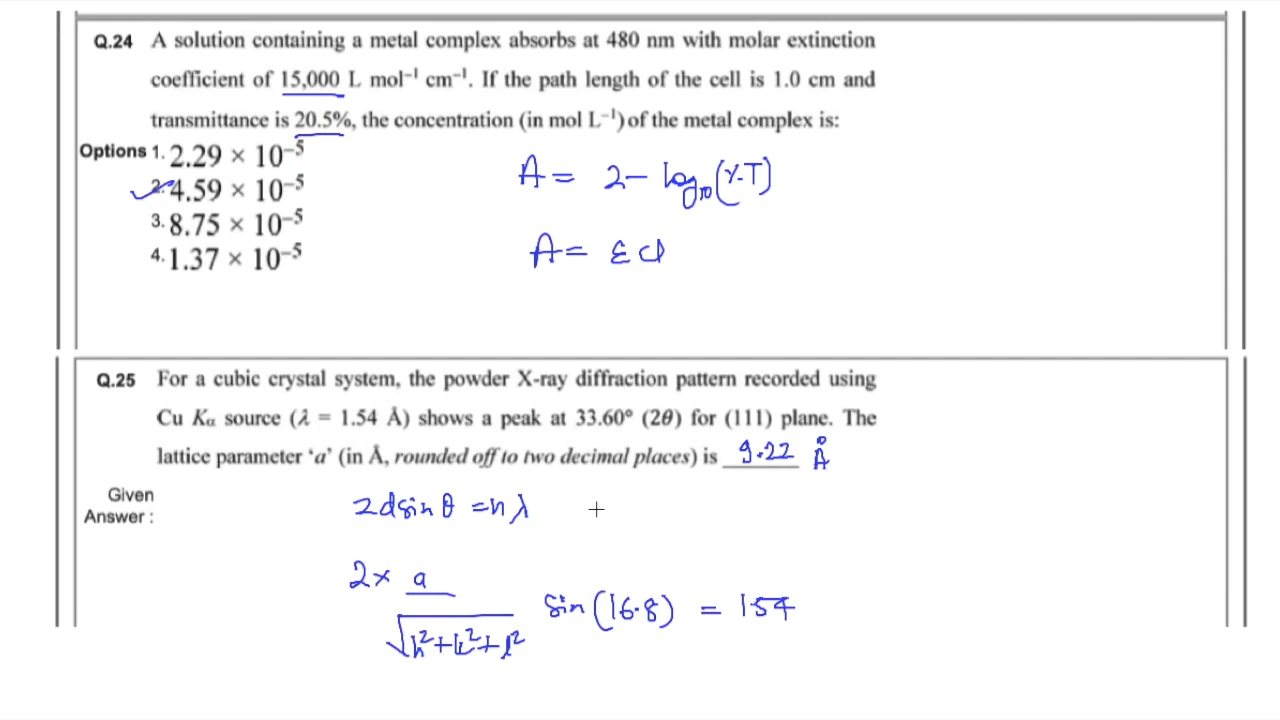 Q.24 A solution containing a metal complex absorbs at 480 nm with molar extinction
coefficient of 15,000 L mol⁻¹ cm⁻¹. If the path length of the cell is 1.0 cm and
transmittance is 20.5%, the concentration (in mol L⁻¹) of the metal complex is:
Options 1. 2.29 × 10⁻⁵
2. 4.59 × 10⁻⁵
3. 8.75 × 10⁻⁵
4. 1.37 × 10⁻⁵
A = 2 - log₁₀ (%T)
A = εcl
Q.25 For a cubic crystal system, the powder X-ray diffraction pattern recorded using
Cu Kα source (λ = 1.54 Å) shows a peak at 33.60° (2θ) for (111) plane. The
lattice parameter ‘a’ (in Å, rounded off to two decimal places) is 9.22 Å
Given
Answer :
2d sin θ = nλ
2 × a / √h²+k²+l² sin (16.8) = 1.54